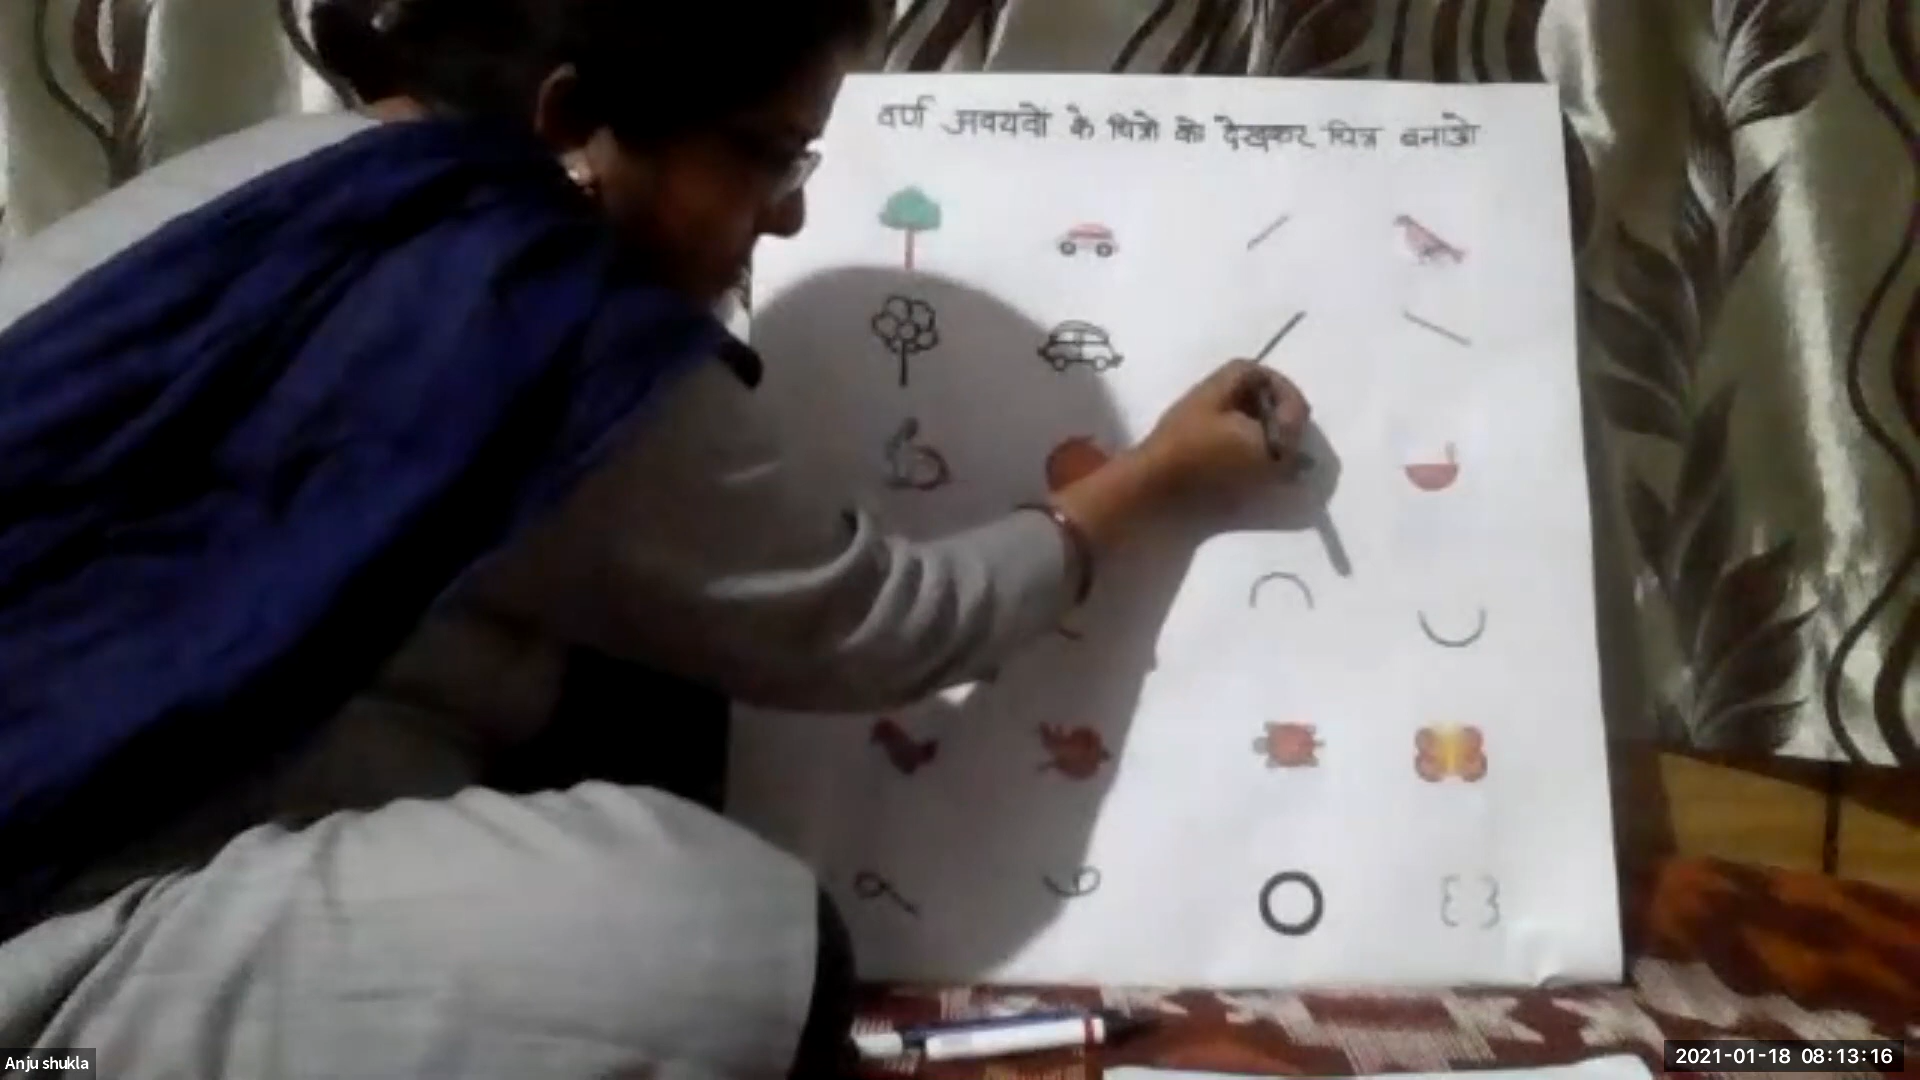 वर्ण अवयवों के चित्रों को देखकर चित्र बनाओ
Anju shukla
2021-01-18 08:13:16